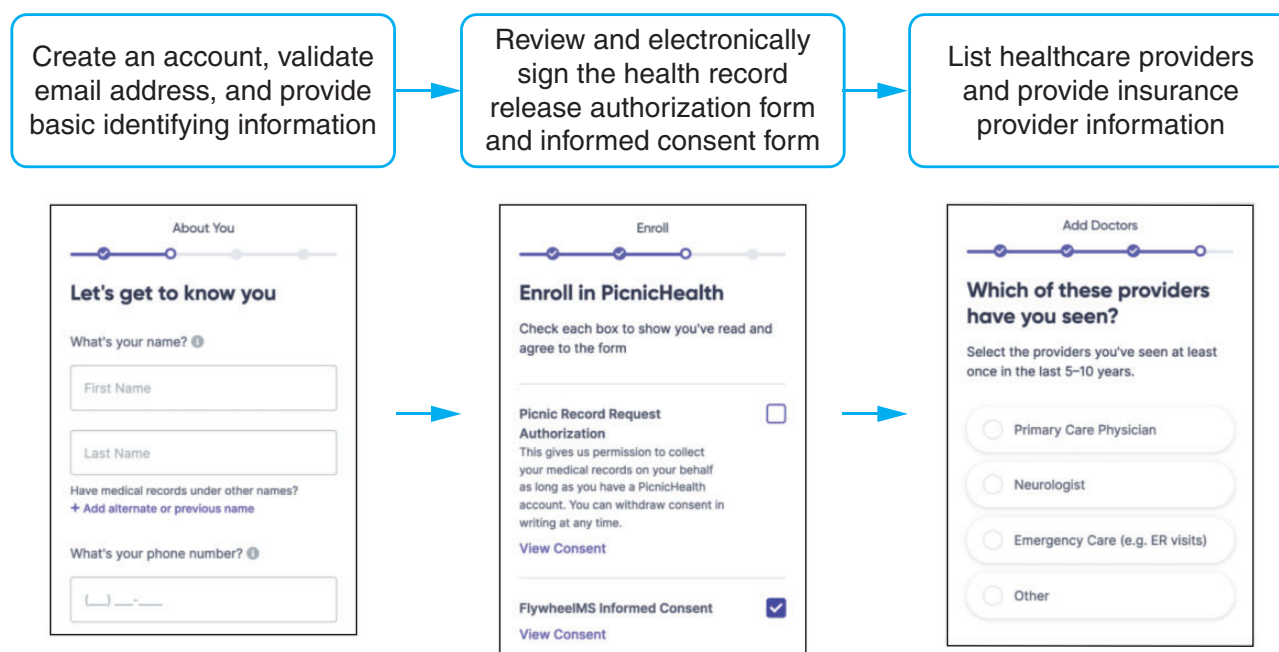 Create an account, validate
email address, and provide
basic identifying information
Review and electronically
sign the health record
release authorization form
and informed consent form
List healthcare providers
and provide insurance
provider information
About You
Let's get to know you
What's your name?
First Name
Last Name
Have medical records under other names?
+ Add alternate or previous name
What's your phone number?
(__) __-___
Enroll
Enroll in PicnicHealth
Check each box to show you've read and
agree to the form
Picnic Record Request
Authorization
This gives us permission to collect
your medical records on your behalf
as long as you have a PicnicHealth
account. You can withdraw consent in
writing at any time.
View Consent
FlywheelMS Informed Consent
View Consent
Add Doctors
Which of these providers
have you seen?
Select the providers you've seen at least
once in the last 5–10 years.
Primary Care Physician
Neurologist
Emergency Care (e.g. ER visits)
Other